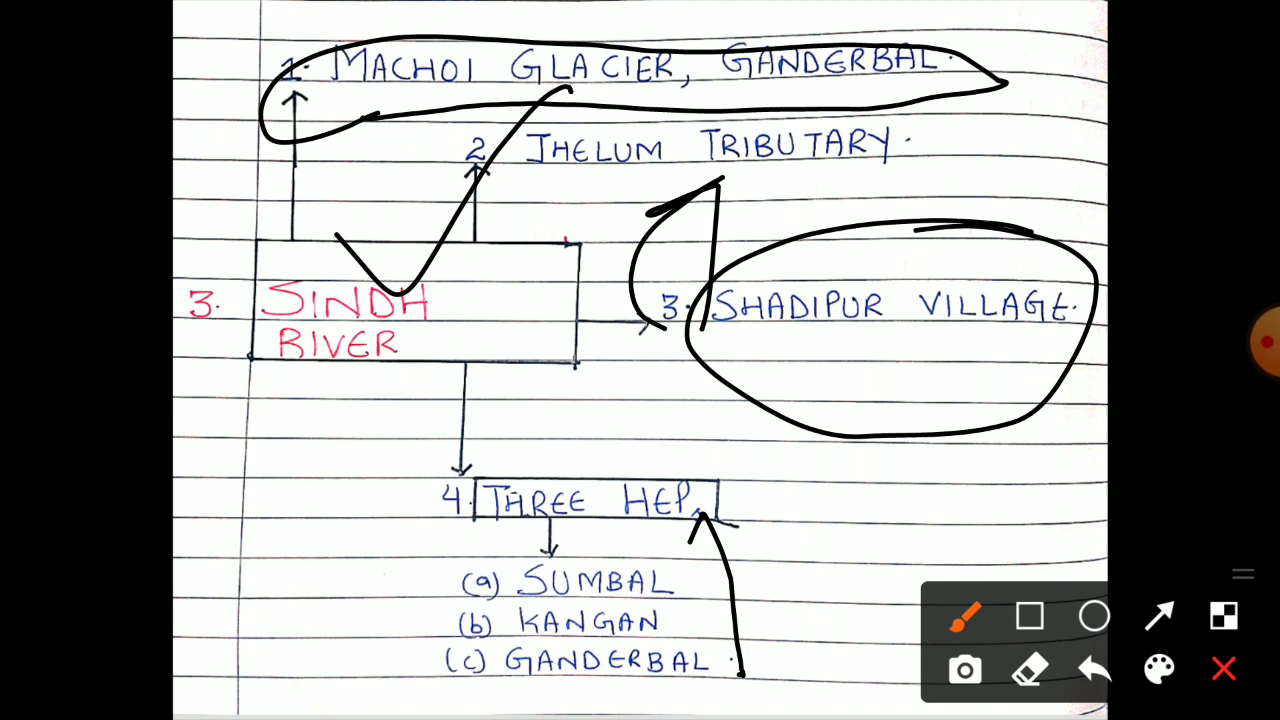 1. MACHOI GLACIER, GANDERBAL.
2 JHELUM TRIBUTARY.
3. SINDH
RIVER
3. SHADIPUR VILLAGE.
4. THREE HEP.
(a) SUMBAL
(b) KANGAN
(c) GANDERBAL.